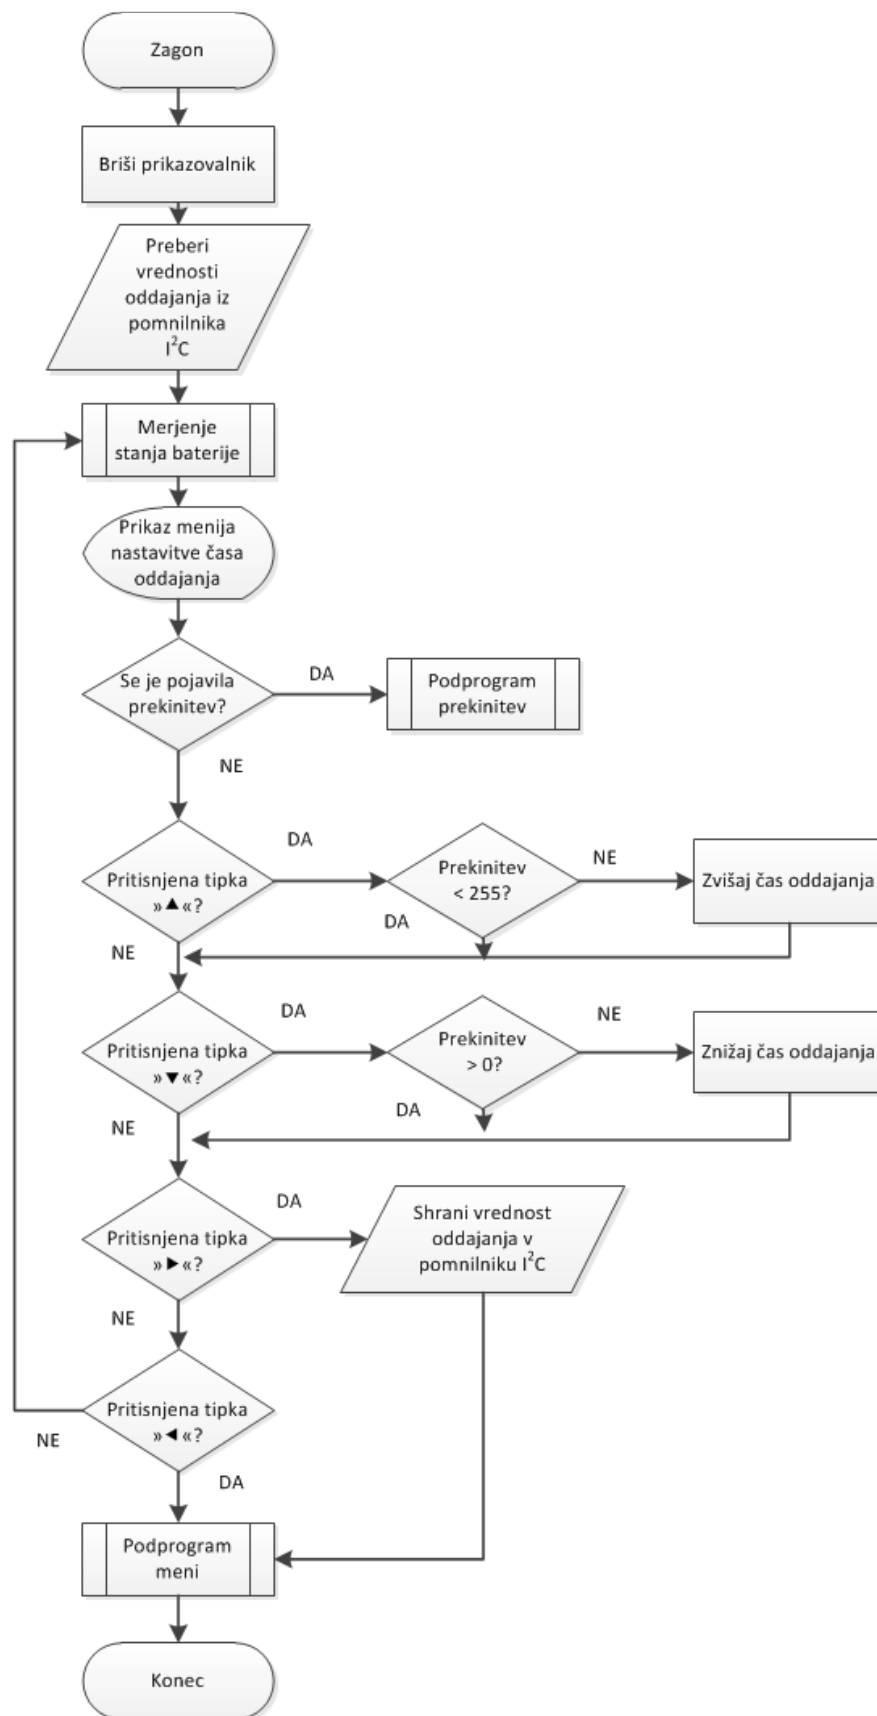 Zagon
Briši prikazovalnik
Preberi
vrednosti
oddajanja iz
pomnilnika
I²C
Merjenje
stanja baterije
Prikaz menija
nastavitve časa
oddajanja
Se je pojavila
prekinitev?
DA
Podprogram
prekinitev
NE
Pritisnjena tipka
»▲«?
DA
Prekinitev
< 255?
NE
Zvišaj čas oddajanja
DA
NE
Pritisnjena tipka
»▼«?
DA
Prekinitev
> 0?
NE
Znižaj čas oddajanja
DA
NE
Pritisnjena tipka
»►«?
DA
Shrani vrednost
oddajanja v
pomnilniku I²C
NE
Pritisnjena tipka
»◄«?
NE
DA
Podprogram
meni
Konec